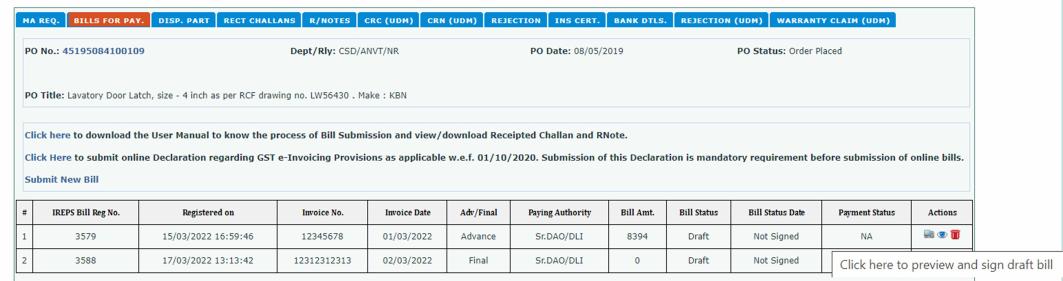 MA REQ. BILLS FOR PAY. DISP. PART RECT CHALLANS R/NOTES CRC (UDM) CRN (UDM) REJECTION INS CERT. BANK DTLS. REJECTION (UDM) WARRANTY CLAIM (UDM)
PO No.: 45195084100109 Dept/Rly: CSD/ANVT/NR PO Date: 08/05/2019 PO Status: Order Placed
PO Title: Lavatory Door Latch, size - 4 inch as per RCF drawing no. LW56430 . Make : KBN
Click here to download the User Manual to know the process of Bill Submission and view/download Receipted Challan and RNote.
Click Here to submit online Declaration regarding GST e-Invoicing Provisions as applicable w.e.f. 01/10/2020. Submission of this Declaration is mandatory requirement before submission of online bills.
Submit New Bill
# IREPS Bill Reg No. Registered on Invoice No. Invoice Date Adv/Final Paying Authority Bill Amt. Bill Status Bill Status Date Payment Status Actions
1 3579 15/03/2022 16:59:46 12345678 01/03/2022 Advance Sr.DAO/DLI 8394 Draft Not Signed NA
2 3588 17/03/2022 13:13:42 12312312313 02/03/2022 Final Sr.DAO/DLI 0 Draft Not Signed
Click here to preview and sign draft bill